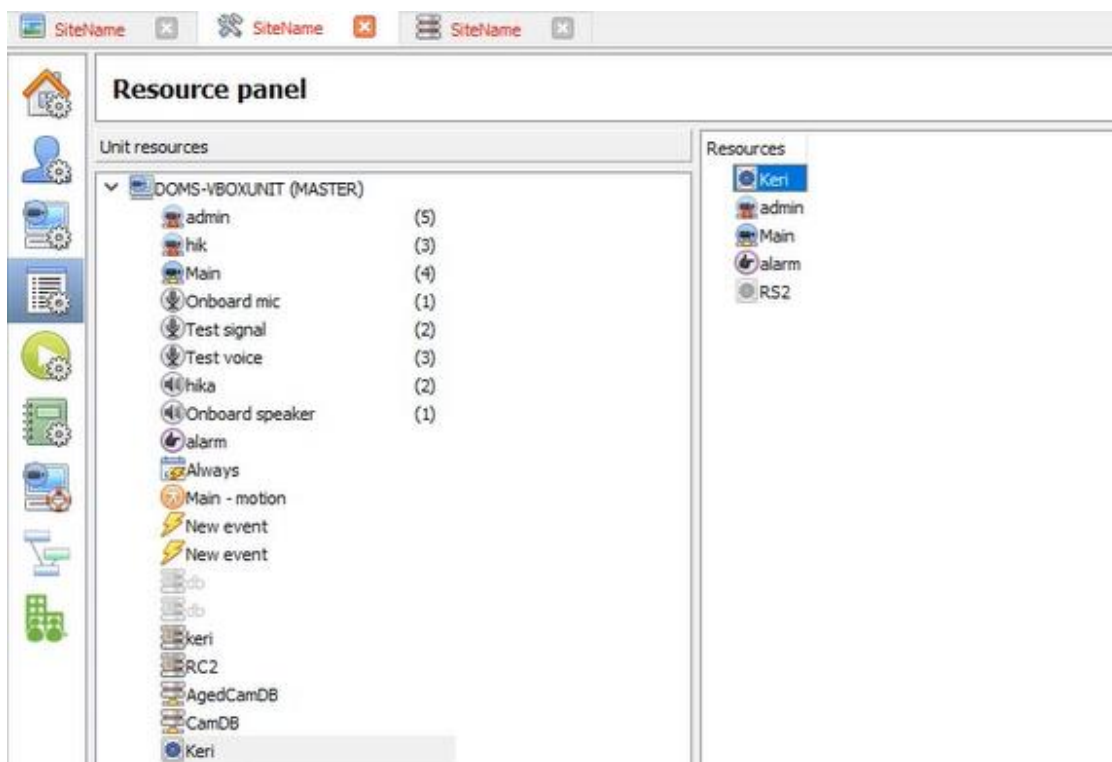 SiteName SiteName SiteName
Resource panel
Unit resources
DOMS-VBOXUNIT (MASTER)
admin (5)
hik (3)
Main (4)
Onboard mic (1)
Test signal (2)
Test voice (3)
hika (2)
Onboard speaker (1)
alarm
Always
Main - motion
New event
New event
db
db
keri
RC2
AgedCamDB
CamDB
Keri
Resources
Keri
admin
Main
alarm
RS2